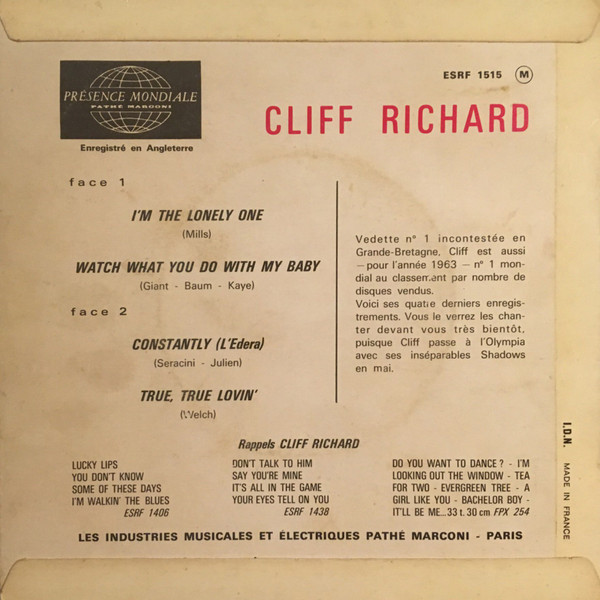 PRÉSENCE MONDIALE
PATHÉ MARCONI
Enregistré en Angleterre
ESRF 1515 M
CLIFF RICHARD
face 1
I'M THE LONELY ONE
(Mills)
WATCH WHAT YOU DO WITH MY BABY
(Giant - Baum - Kaye)
face 2
CONSTANTLY (L'Edera)
(Seracini - Julien)
TRUE, TRUE LOVIN'
(Welch)
Vedette n° 1 incontestée en
Grande-Bretagne, Cliff est aussi
— pour l'année 1963 — n° 1 mon-
dial au classement par nombre de
disques vendus.
Voici ses quatre derniers enregis-
trements. Vous le verrez les chan-
ter devant vous très bientôt,
puisque Cliff passe à l'Olympia
avec ses inséparables Shadows
en mai.
Rappels CLIFF RICHARD
LUCKY LIPS
YOU DON'T KNOW
SOME OF THESE DAYS
I'M WALKIN' THE BLUES
ESRF 1406
DON'T TALK TO HIM
SAY YOU'RE MINE
IT'S ALL IN THE GAME
YOUR EYES TELL ON YOU
ESRF 1438
DO YOU WANT TO DANCE ? - I'M
LOOKING OUT THE WINDOW - TEA
FOR TWO - EVERGREEN TREE - A
GIRL LIKE YOU - BACHELOR BOY -
IT'LL BE ME... 33 t. 30 cm FPX 254
LES INDUSTRIES MUSICALES ET ÉLECTRIQUES PATHÉ MARCONI - PARIS
I.D.N. MADE IN FRANCE